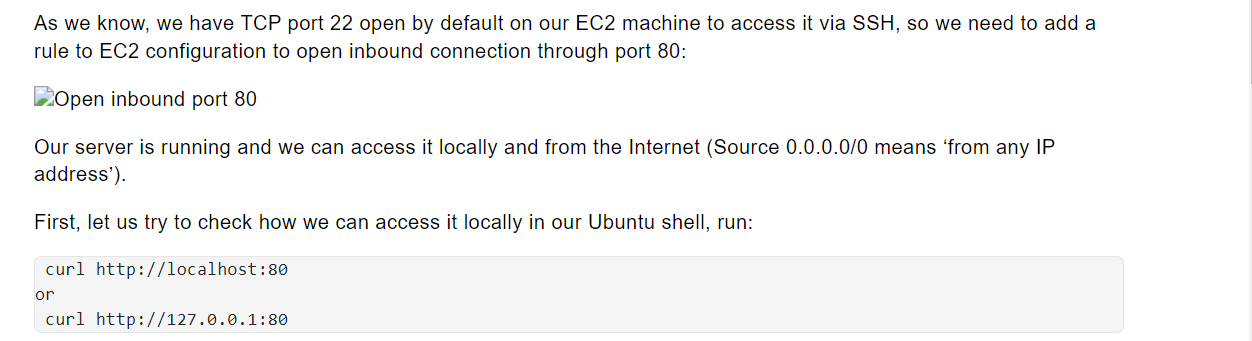 As we know, we have TCP port 22 open by default on our EC2 machine to access it via SSH, so we need to add a
rule to EC2 configuration to open inbound connection through port 80:
Open inbound port 80
Our server is running and we can access it locally and from the Internet (Source 0.0.0.0/0 means ‘from any IP
address’).
First, let us try to check how we can access it locally in our Ubuntu shell, run:
curl http://localhost:80
or
curl http://127.0.0.1:80